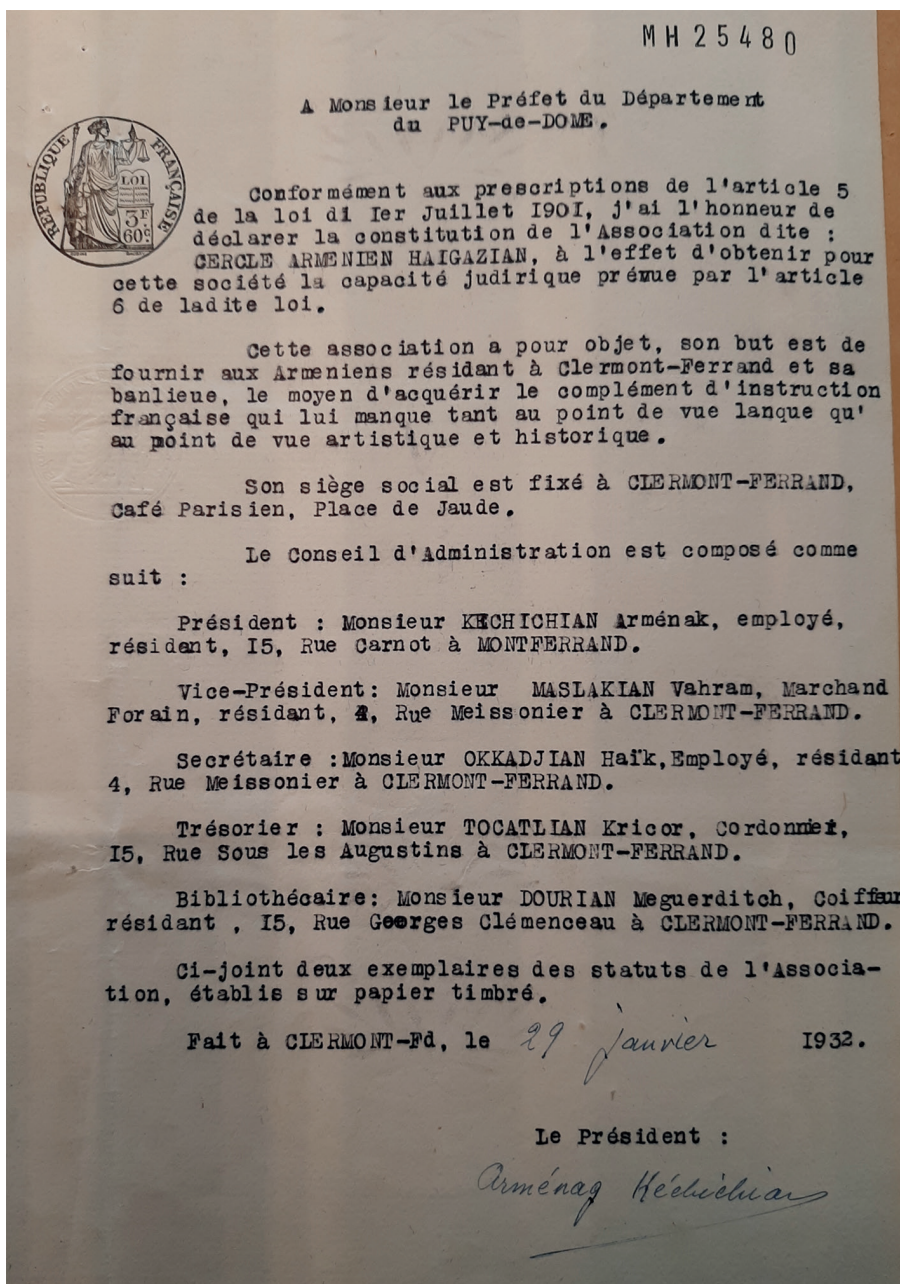 MH25480
A Monsieur le Préfet du Département
du PUY-de-DOME.
RÉPUBLIQUE FRANÇAISE
LOI
3F
60c
Conformément aux prescriptions de l'article 5
de la loi di Ier Juillet I90I, j'ai l'honneur de
déclarer la constitution de l'Association dite :
CERCLE ARMENIEN HAIGAZIAN, à l'effet d'obtenir pour
cette société la capacité judirique prévue par l'article
6 de ladite loi.
Cette association a pour objet, son but est de
fournir aux Armeniens résidant à Clermont-Ferrand et sa
banlieue, le moyen d'acquérir le complément d'instruction
française qui lui manque tant au point de vue lanque qu'
au point de vue artistique et historique.
Son siège social est fixé à CLERMONT-FERRAND,
Café Parisien, Place de Jaude.
Le Conseil d'Administration est composé comme
suit :
Président : Monsieur KECHICHIAN Arménak, employé,
résidant, I5, Rue Carnot à MONTFERRAND.
Vice-Président: Monsieur MASLAKIAN Vahram, Marchand
Forain, résidant, 4, Rue Meissonier à CLERMONT-FERRAND.
Secrétaire :Monsieur OKKADJIAN Haïk,Employé, résidant
4, Rue Meissonier à CLERMONT-FERRAND.
Trésorier : Monsieur TOCATLIAN Kricor, Cordonnier,
I5, Rue Sous les Augustins à CLERMONT-FERRAND.
Bibliothécaire: Monsieur DOURIAN Meguerditch, Coiffeur
résidant , I5, Rue Georges Clémenceau à CLERMONT-FERRAND.
Ci-joint deux exemplaires des statuts de l'Associa-
tion, établis sur papier timbré.
Fait à CLERMONT-Fd, le 29 janvier I932.
Le Président :
Arménag Kéchichian